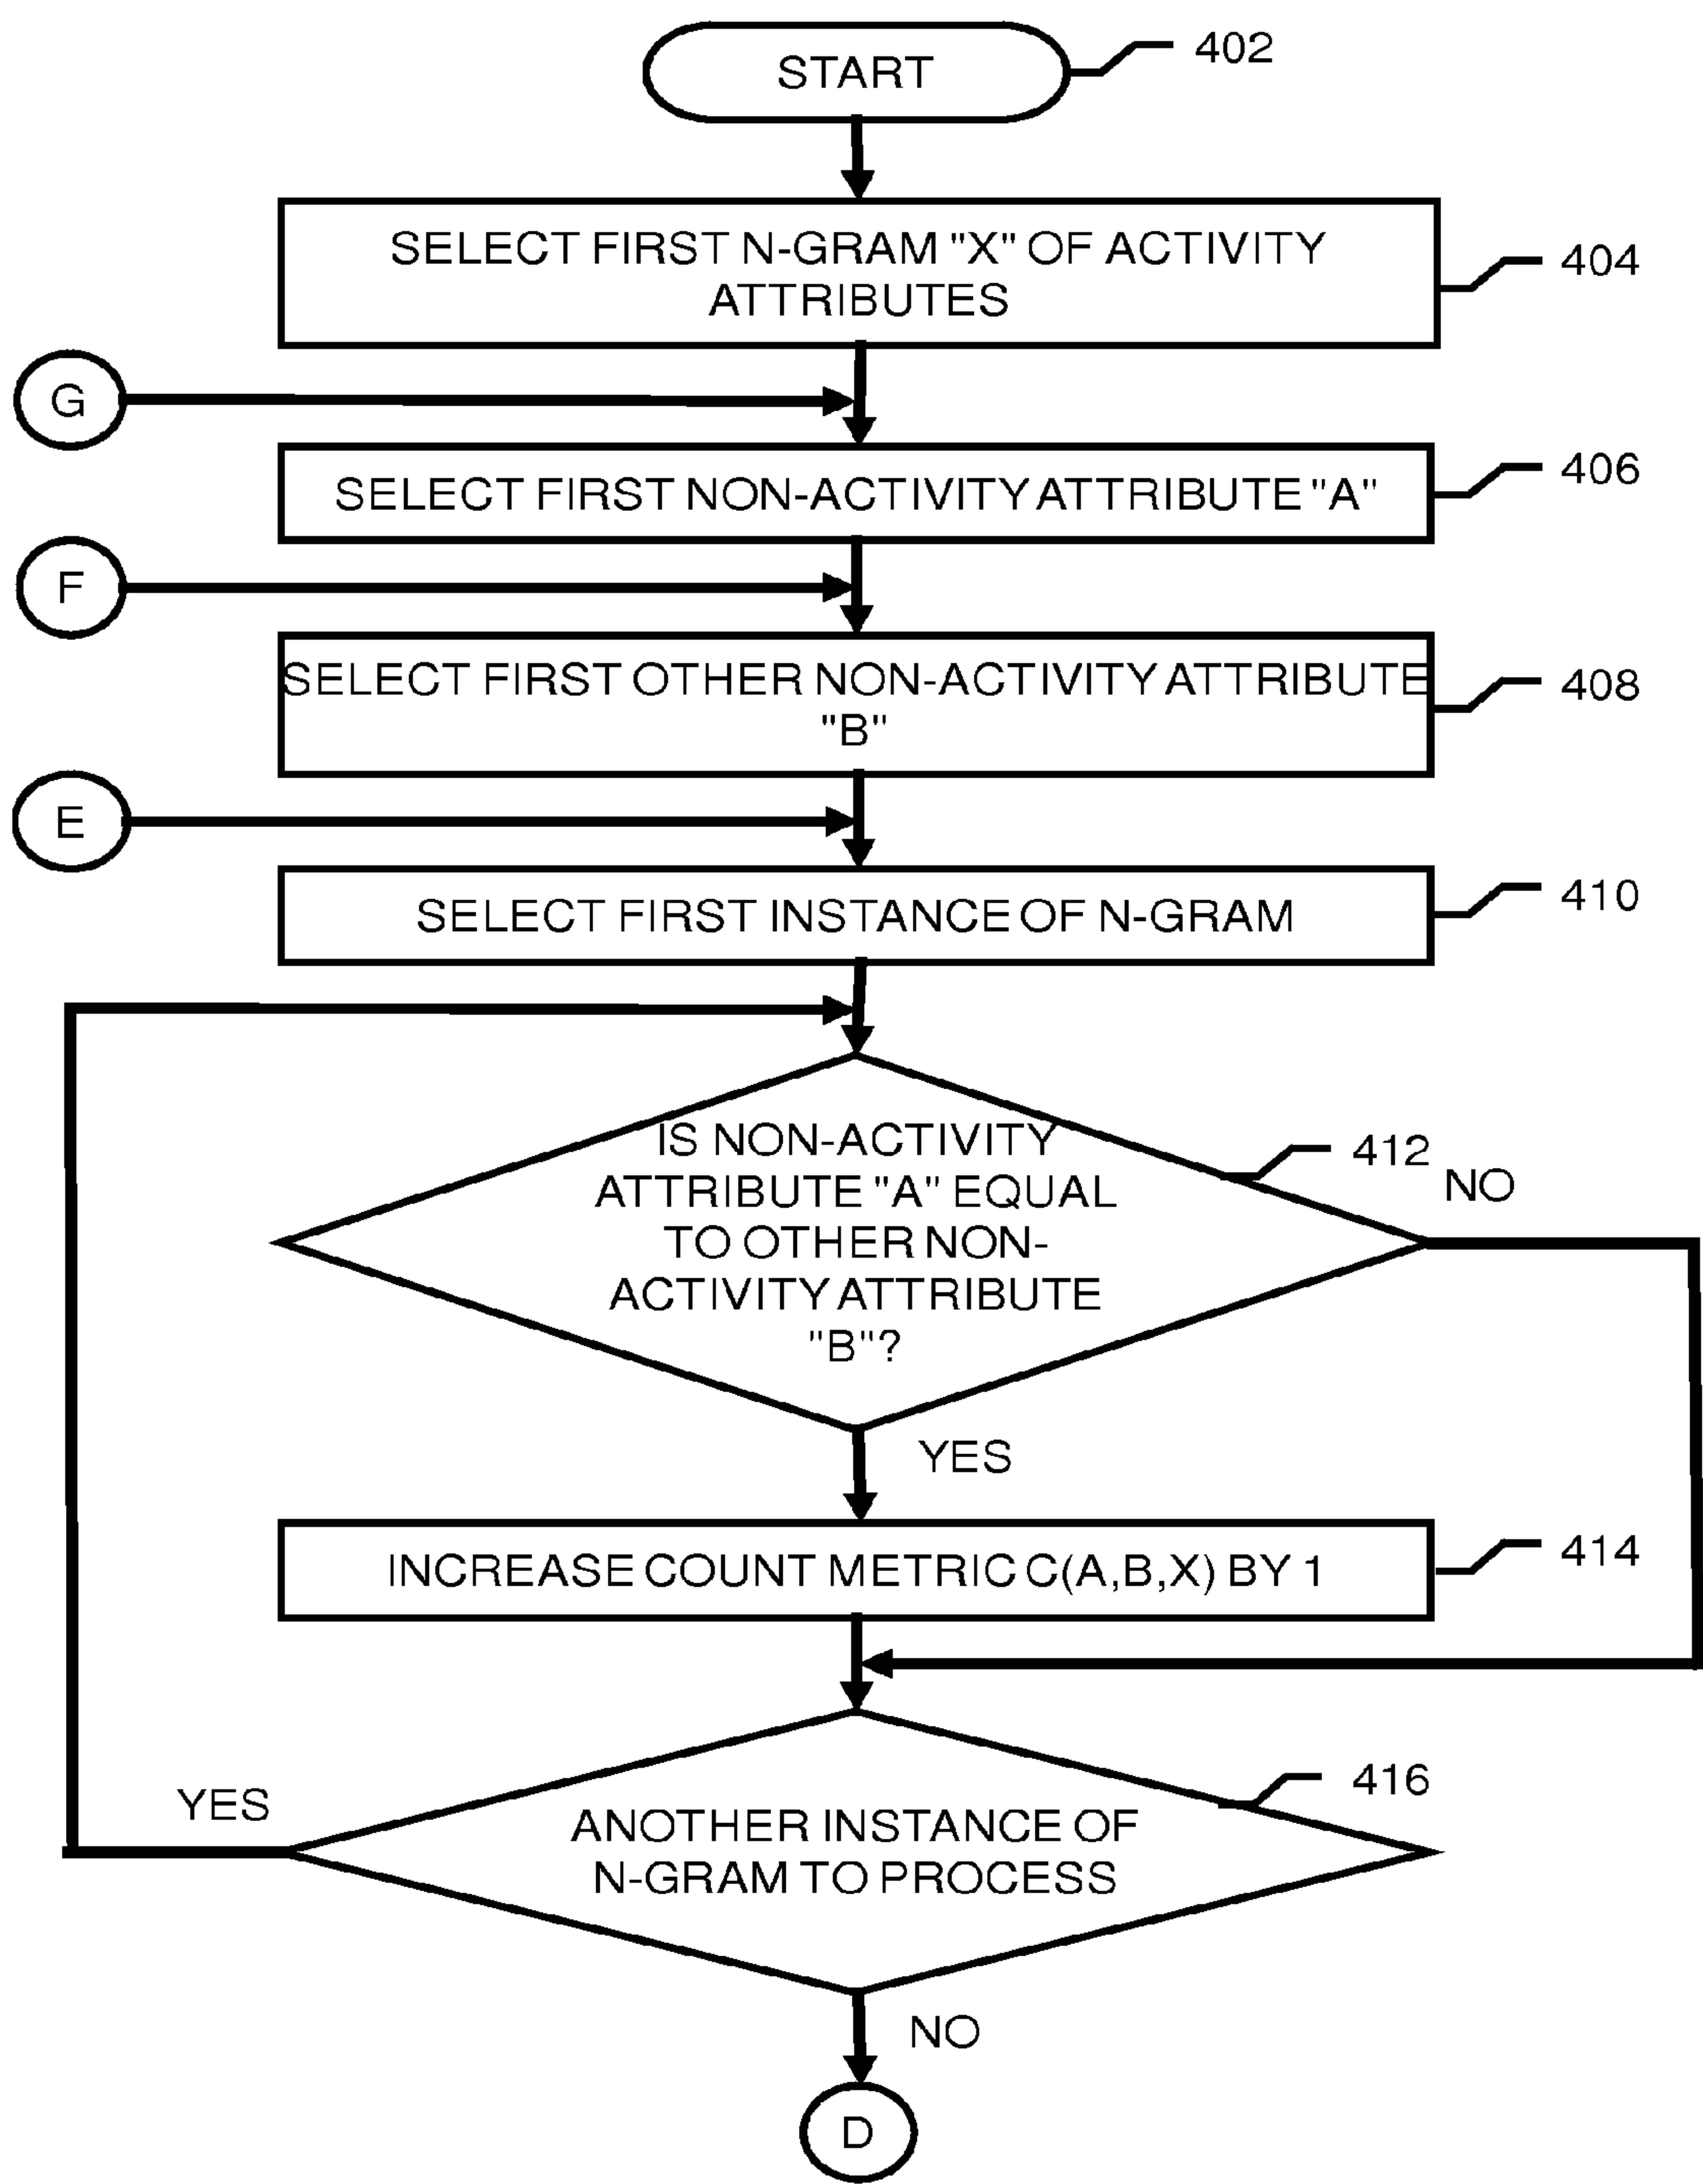 START
402
SELECT FIRST N-GRAM "X" OF ACTIVITY
ATTRIBUTES
404
G
SELECT FIRST NON-ACTIVITY ATTRIBUTE "A"
406
F
SELECT FIRST OTHER NON-ACTIVITY ATTRIBUTE
"B"
408
E
SELECT FIRST INSTANCE OF N-GRAM
410
IS NON-ACTIVITY
ATTRIBUTE "A" EQUAL
TO OTHER NON-
ACTIVITY ATTRIBUTE
"B"?
412
NO
YES
INCREASE COUNT METRIC C(A,B,X) BY 1
414
ANOTHER INSTANCE OF
N-GRAM TO PROCESS
416
YES
NO
D